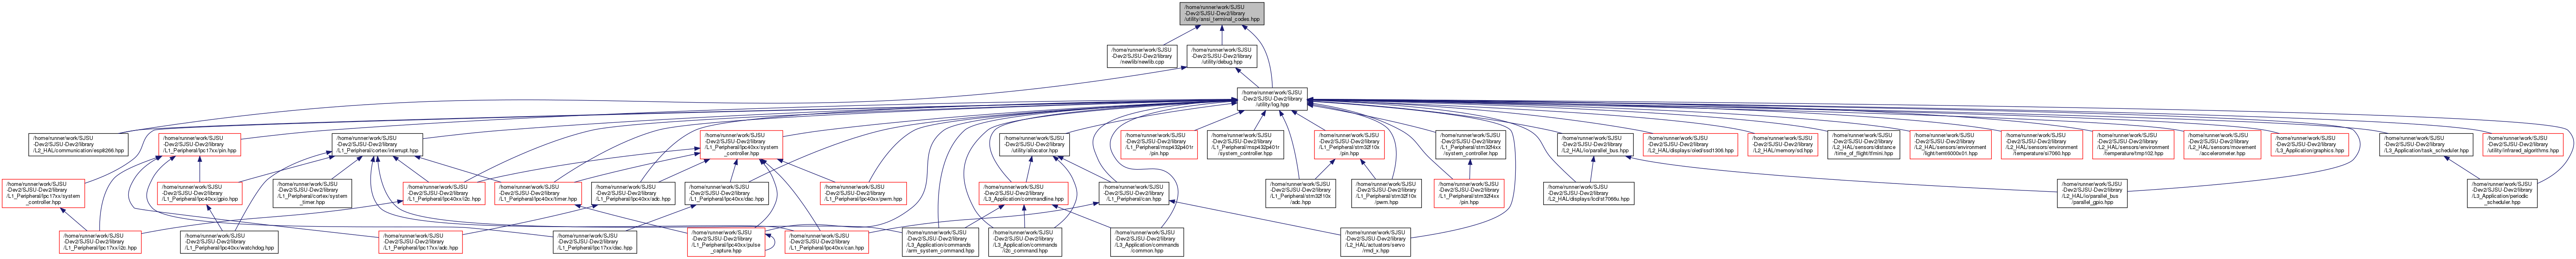 /home/runner/work/SJSU
-Dev2/SJSU-Dev2/library
/utility/ansi_terminal_codes.hpp
/home/runner/work/SJSU
-Dev2/SJSU-Dev2/library
/newlib/newlib.cpp
/home/runner/work/SJSU
-Dev2/SJSU-Dev2/library
/utility/debug.hpp
/home/runner/work/SJSU
-Dev2/SJSU-Dev2/library
/utility/log.hpp
/home/runner/work/SJSU
-Dev2/SJSU-Dev2/library
/L2_HAL/communication/esp8266.hpp
/home/runner/work/SJSU
-Dev2/SJSU-Dev2/library
/L1_Peripheral/lpc17xx/pin.hpp
/home/runner/work/SJSU
-Dev2/SJSU-Dev2/library
/L1_Peripheral/cortex/interrupt.hpp
/home/runner/work/SJSU
-Dev2/SJSU-Dev2/library
/L1_Peripheral/lpc40xx/system
_controller.hpp
/home/runner/work/SJSU
-Dev2/SJSU-Dev2/library
/utility/allocator.hpp
/home/runner/work/SJSU
-Dev2/SJSU-Dev2/library
/L1_Peripheral/msp432p401r
/pin.hpp
/home/runner/work/SJSU
-Dev2/SJSU-Dev2/library
/L1_Peripheral/msp432p401r
/system_controller.hpp
/home/runner/work/SJSU
-Dev2/SJSU-Dev2/library
/L1_Peripheral/stm32f10x
/pin.hpp
/home/runner/work/SJSU
-Dev2/SJSU-Dev2/library
/L1_Peripheral/stm32f4xx
/system_controller.hpp
/home/runner/work/SJSU
-Dev2/SJSU-Dev2/library
/L2_HAL/io/parallel_bus.hpp
/home/runner/work/SJSU
-Dev2/SJSU-Dev2/library
/L2_HAL/displays/oled/ssd1306.hpp
/home/runner/work/SJSU
-Dev2/SJSU-Dev2/library
/L2_HAL/memory/sd.hpp
/home/runner/work/SJSU
-Dev2/SJSU-Dev2/library
/L2_HAL/sensors/distance
/time_of_flight/tfmini.hpp
/home/runner/work/SJSU
-Dev2/SJSU-Dev2/library
/L2_HAL/sensors/environment
/light/temt6000x01.hpp
/home/runner/work/SJSU
-Dev2/SJSU-Dev2/library
/L2_HAL/sensors/environment
/temperature/si7060.hpp
/home/runner/work/SJSU
-Dev2/SJSU-Dev2/library
/L2_HAL/sensors/environment
/temperature/tmp102.hpp
/home/runner/work/SJSU
-Dev2/SJSU-Dev2/library
/L2_HAL/sensors/movement
/accelerometer.hpp
/home/runner/work/SJSU
-Dev2/SJSU-Dev2/library
/L3_Application/graphics.hpp
/home/runner/work/SJSU
-Dev2/SJSU-Dev2/library
/L3_Application/task_scheduler.hpp
/home/runner/work/SJSU
-Dev2/SJSU-Dev2/library
/utility/infrared_algorithms.hpp
/home/runner/work/SJSU
-Dev2/SJSU-Dev2/library
/L1_Peripheral/lpc17xx/system
_controller.hpp
/home/runner/work/SJSU
-Dev2/SJSU-Dev2/library
/L1_Peripheral/lpc40xx/gpio.hpp
/home/runner/work/SJSU
-Dev2/SJSU-Dev2/library
/L1_Peripheral/cortex/system
_timer.hpp
/home/runner/work/SJSU
-Dev2/SJSU-Dev2/library
/L1_Peripheral/lpc40xx/i2c.hpp
/home/runner/work/SJSU
-Dev2/SJSU-Dev2/library
/L1_Peripheral/lpc40xx/timer.hpp
/home/runner/work/SJSU
-Dev2/SJSU-Dev2/library
/L1_Peripheral/lpc40xx/adc.hpp
/home/runner/work/SJSU
-Dev2/SJSU-Dev2/library
/L1_Peripheral/lpc40xx/dac.hpp
/home/runner/work/SJSU
-Dev2/SJSU-Dev2/library
/L1_Peripheral/lpc40xx/pwm.hpp
/home/runner/work/SJSU
-Dev2/SJSU-Dev2/library
/L3_Application/commandline.hpp
/home/runner/work/SJSU
-Dev2/SJSU-Dev2/library
/L1_Peripheral/can.hpp
/home/runner/work/SJSU
-Dev2/SJSU-Dev2/library
/L1_Peripheral/stm32f10x
/adc.hpp
/home/runner/work/SJSU
-Dev2/SJSU-Dev2/library
/L1_Peripheral/stm32f10x
/pwm.hpp
/home/runner/work/SJSU
-Dev2/SJSU-Dev2/library
/L1_Peripheral/stm32f4xx
/pin.hpp
/home/runner/work/SJSU
-Dev2/SJSU-Dev2/library
/L2_HAL/displays/lcd/st7066u.hpp
/home/runner/work/SJSU
-Dev2/SJSU-Dev2/library
/L2_HAL/io/parallel_bus
/parallel_gpio.hpp
/home/runner/work/SJSU
-Dev2/SJSU-Dev2/library
/L3_Application/periodic
_scheduler.hpp
/home/runner/work/SJSU
-Dev2/SJSU-Dev2/library
/L1_Peripheral/lpc17xx/i2c.hpp
/home/runner/work/SJSU
-Dev2/SJSU-Dev2/library
/L1_Peripheral/lpc40xx/watchdog.hpp
/home/runner/work/SJSU
-Dev2/SJSU-Dev2/library
/L1_Peripheral/lpc17xx/adc.hpp
/home/runner/work/SJSU
-Dev2/SJSU-Dev2/library
/L1_Peripheral/lpc17xx/dac.hpp
/home/runner/work/SJSU
-Dev2/SJSU-Dev2/library
/L1_Peripheral/lpc40xx/pulse
_capture.hpp
/home/runner/work/SJSU
-Dev2/SJSU-Dev2/library
/L1_Peripheral/lpc40xx/can.hpp
/home/runner/work/SJSU
-Dev2/SJSU-Dev2/library
/L3_Application/commands
/arm_system_command.hpp
/home/runner/work/SJSU
-Dev2/SJSU-Dev2/library
/L3_Application/commands
/i2c_command.hpp
/home/runner/work/SJSU
-Dev2/SJSU-Dev2/library
/L3_Application/commands
/common.hpp
/home/runner/work/SJSU
-Dev2/SJSU-Dev2/library
/L2_HAL/actuators/servo
/rmd_x.hpp